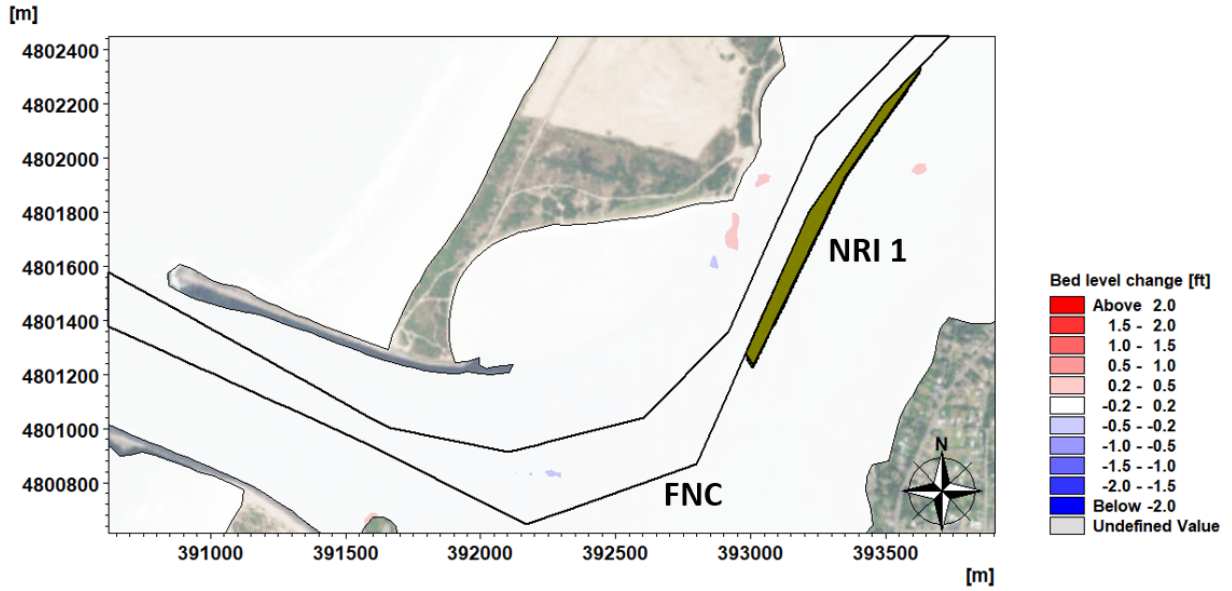 [m]
4802400
4802200
4802000
4801800
4801600
4801400
4801200
4801000
4800800
391000
391500
392000
392500
393000
393500
[m]
NRI 1
FNC
N
Bed level change [ft]
Above 2.0
1.5 - 2.0
1.0 - 1.5
0.5 - 1.0
0.2 - 0.5
-0.2 - 0.2
-0.5 - -0.2
-1.0 - -0.5
-1.5 - -1.0
-2.0 - -1.5
Below -2.0
Undefined Value